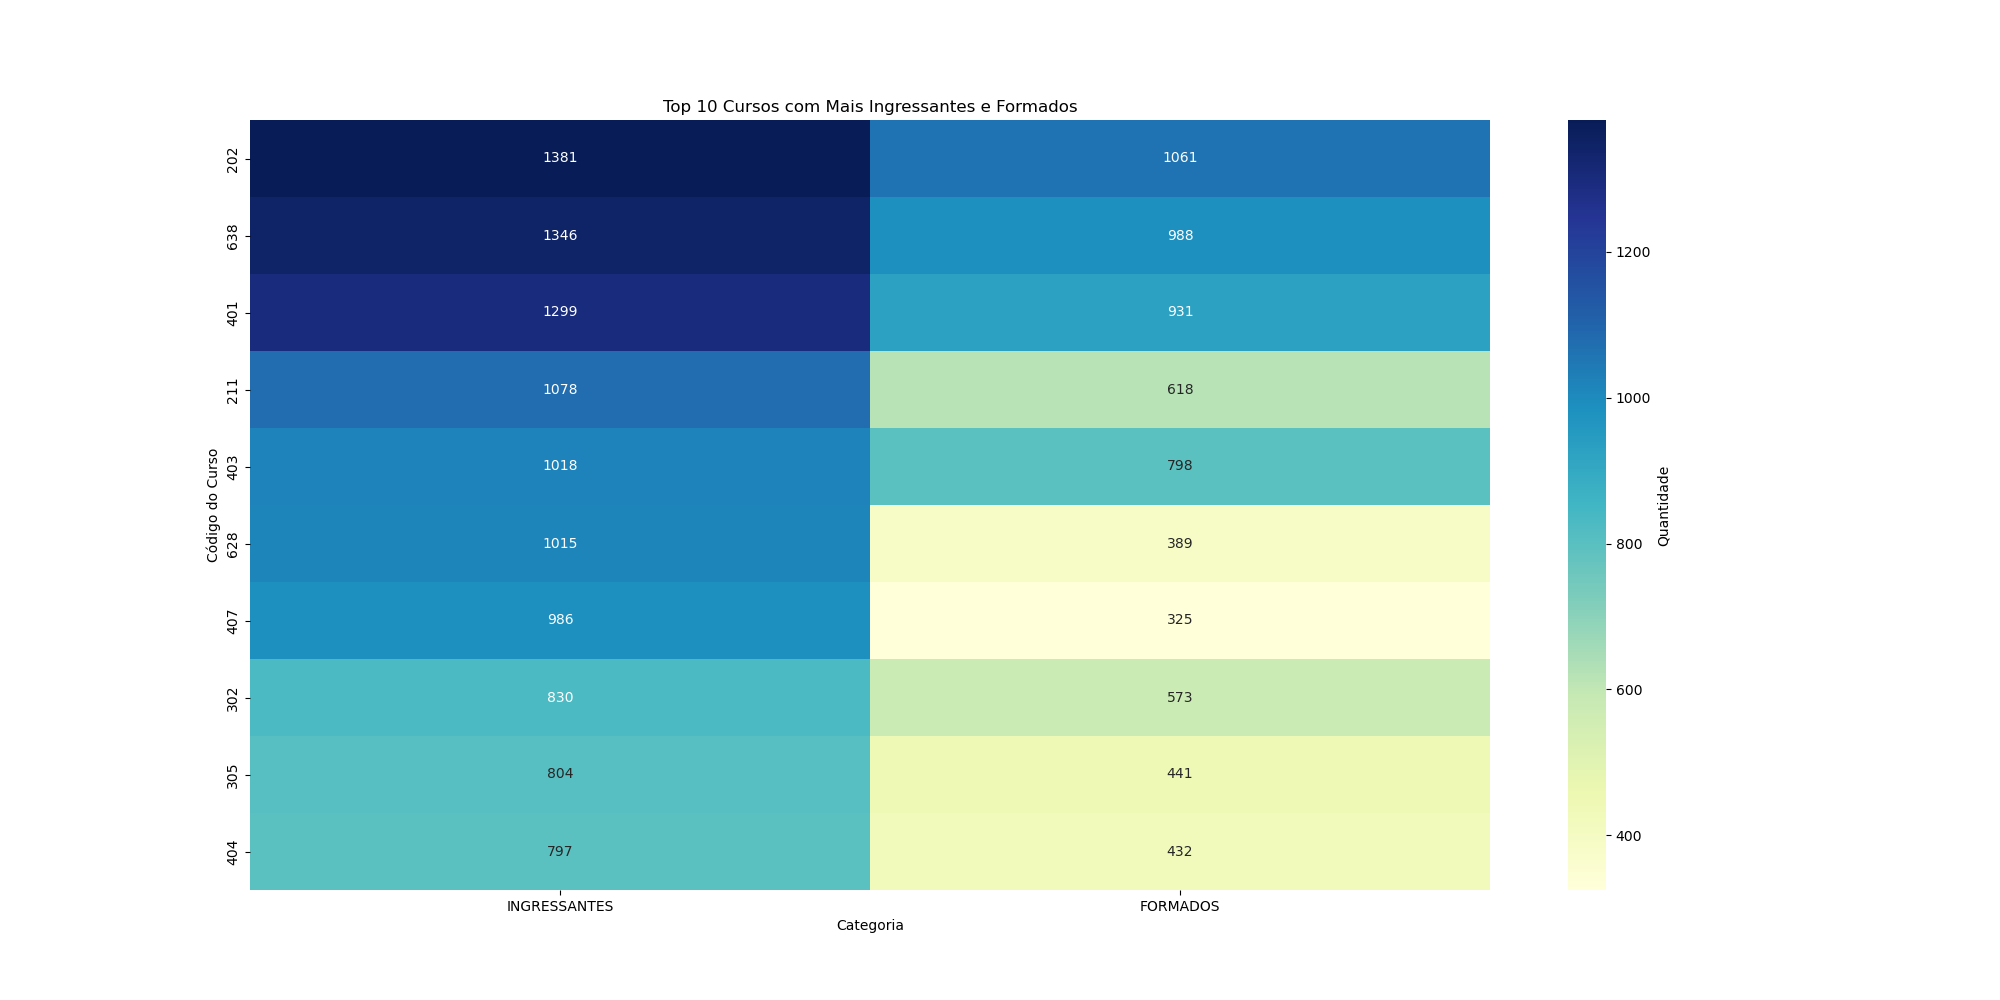 Top 10 Cursos com Mais Ingressantes e Formados
Código do Curso
202 1381 1061
638 1346 988
401 1299 931
211 1078 618
403 1018 798
628 1015 389
407 986 325
302 830 573
305 804 441
404 797 432
INGRESSANTES FORMADOS
Categoria
1200
1000
800
600
400
Quantidade